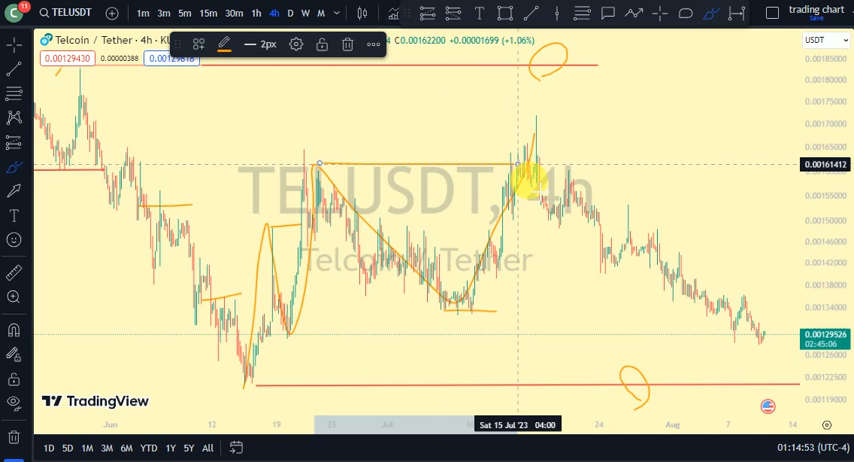 C 11 TELUSDT 1m 3m 5m 15m 30m 1h 4h D W M trading chart
Save
Telcoin / Tether · 4h · KU 2px 4 C0.00162200 +0.00001699 (+1.06%) USDT
0.00129430 0.00000388 0.00129818
0.00185000
0.00180000
0.00175000
0.00170000
0.00165000
0.00161412
0.00155000
0.00150000
0.00146000
0.00142000
0.00138000
0.00134000
0.00129526
02:45:06
0.00126000
0.00122500
0.00119000
TELUSDT, 4h
Telcoin / Tether
TradingView
Jun 12 19 25 Jul 10 Sat 15 Jul '23 04:00 24 Aug 7 14
1D 5D 1M 3M 6M YTD 1Y 5Y All 01:14:53 (UTC-4)